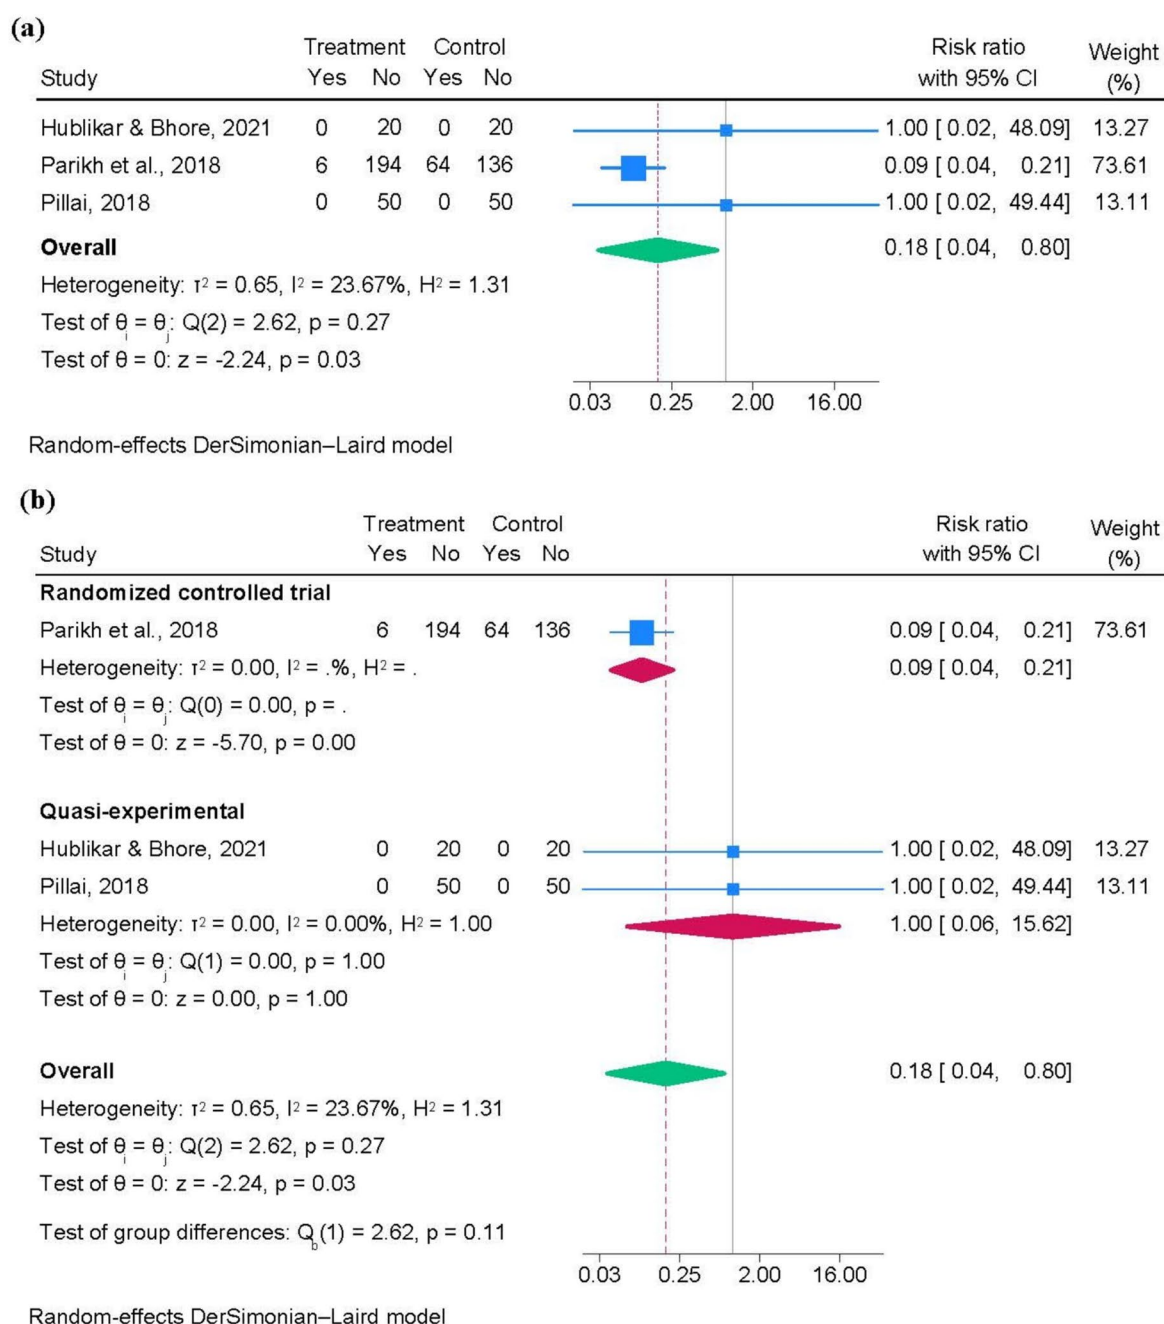 (a)
Treatment Control Risk ratio Weight
Study Yes No Yes No with 95% CI (%)
Hublikar & Bhore, 2021 0 20 0 20 1.00 [ 0.02, 48.09] 13.27
Parikh et al., 2018 6 194 64 136 0.09 [ 0.04, 0.21] 73.61
Pillai, 2018 0 50 0 50 1.00 [ 0.02, 49.44] 13.11
Overall 0.18 [ 0.04, 0.80]
Heterogeneity: τ² = 0.65, I² = 23.67%, H² = 1.31
Test of θᵢ = θⱼ: Q(2) = 2.62, p = 0.27
Test of θ = 0: z = -2.24, p = 0.03
0.03 0.25 2.00 16.00
Random-effects DerSimonian–Laird model
(b)
Treatment Control Risk ratio Weight
Study Yes No Yes No with 95% CI (%)
Randomized controlled trial
Parikh et al., 2018 6 194 64 136 0.09 [ 0.04, 0.21] 73.61
Heterogeneity: τ² = 0.00, I² = .%, H² = . 0.09 [ 0.04, 0.21]
Test of θᵢ = θⱼ: Q(0) = 0.00, p = .
Test of θ = 0: z = -5.70, p = 0.00
Quasi-experimental
Hublikar & Bhore, 2021 0 20 0 20 1.00 [ 0.02, 48.09] 13.27
Pillai, 2018 0 50 0 50 1.00 [ 0.02, 49.44] 13.11
Heterogeneity: τ² = 0.00, I² = 0.00%, H² = 1.00 1.00 [ 0.06, 15.62]
Test of θᵢ = θⱼ: Q(1) = 0.00, p = 1.00
Test of θ = 0: z = 0.00, p = 1.00
Overall 0.18 [ 0.04, 0.80]
Heterogeneity: τ² = 0.65, I² = 23.67%, H² = 1.31
Test of θᵢ = θⱼ: Q(2) = 2.62, p = 0.27
Test of θ = 0: z = -2.24, p = 0.03
Test of group differences: Q_b(1) = 2.62, p = 0.11
0.03 0.25 2.00 16.00
Random-effects DerSimonian–Laird model